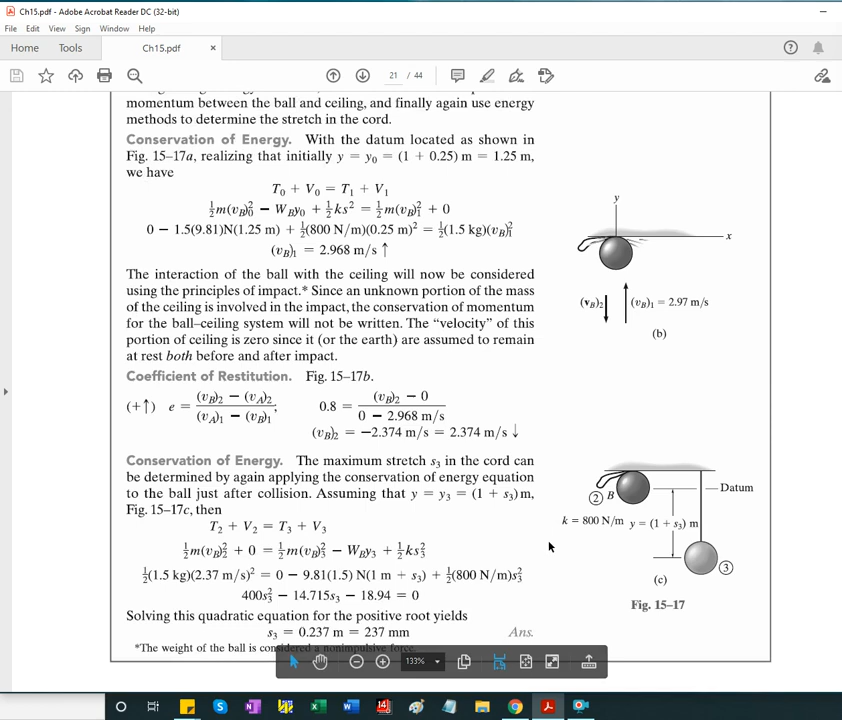 Ch15.pdf - Adobe Acrobat Reader DC (32-bit)
File Edit View Sign Window Help
Home Tools Ch15.pdf ×
21 / 44
momentum between the ball and ceiling, and finally again use energy
methods to determine the stretch in the cord.
Conservation of Energy. With the datum located as shown in
Fig. 15–17a, realizing that initially y = y₀ = (1 + 0.25) m = 1.25 m,
we have
T₀ + V₀ = T₁ + V₁
½m(v_B)₀² − W_By₀ + ½ks² = ½m(v_B)₁² + 0
0 − 1.5(9.81)N(1.25 m) + ½(800 N/m)(0.25 m)² = ½(1.5 kg)(v_B)₁²
(v_B)₁ = 2.968 m/s ↑
The interaction of the ball with the ceiling will now be considered
using the principles of impact.* Since an unknown portion of the mass
of the ceiling is involved in the impact, the conservation of momentum
for the ball–ceiling system will not be written. The “velocity” of this
portion of ceiling is zero since it (or the earth) are assumed to remain
at rest both before and after impact.
Coefficient of Restitution. Fig. 15–17b.
(+↑) e = (v_B)₂ − (v_A)₂ / (v_A)₁ − (v_B)₁, 0.8 = (v_B)₂ − 0 / 0 − 2.968 m/s
(v_B)₂ = −2.374 m/s = 2.374 m/s ↓
Conservation of Energy. The maximum stretch s₃ in the cord can
be determined by again applying the conservation of energy equation
to the ball just after collision. Assuming that y = y₃ = (1 + s₃) m,
Fig. 15–17c, then
T₂ + V₂ = T₃ + V₃
½m(v_B)₂² + 0 = ½m(v_B)₃² − W_By₃ + ½ks₃²
½(1.5 kg)(2.37 m/s)² = 0 − 9.81(1.5) N(1 m + s₃) + ½(800 N/m)s₃²
400s₃² − 14.715s₃ − 18.94 = 0
Solving this quadratic equation for the positive root yields
s₃ = 0.237 m = 237 mm Ans.
*The weight of the ball is considered a nonimpulsive force.
y
x
(v_B)₂ (v_B)₁ = 2.97 m/s
(b)
② B
Datum
k = 800 N/m y = (1 + s₃) m
③
(c)
Fig. 15–17
133%